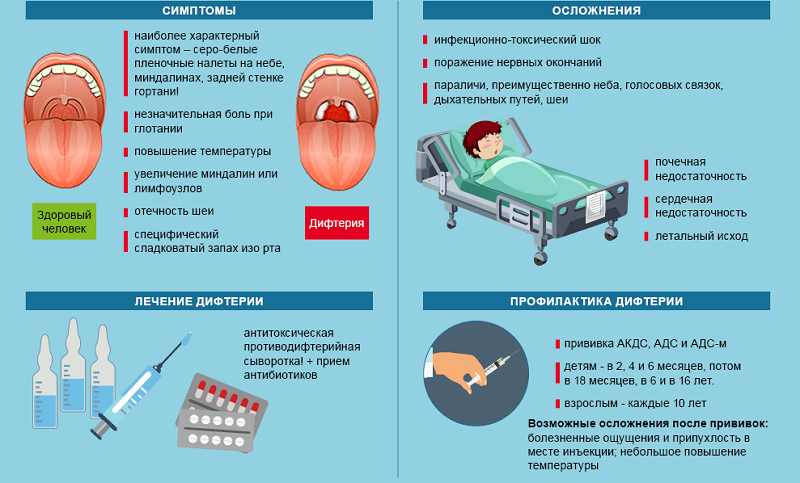 СИМПТОМЫ
наиболее характерный
симптом – серо-белые
пленочные налеты на небе,
миндалинах, задней стенке
гортани!
незначительная боль при
глотании
повышение температуры
увеличение миндалин или
лимфоузлов
отечность шеи
специфический
сладковатый запах изо рта
Здоровый
человек
Дифтерия
ОСЛОЖНЕНИЯ
инфекционно-токсический шок
поражение нервных окончаний
параличи, преимущественно неба, голосовых связок,
дыхательных путей, шеи
почечная
недостаточность
сердечная
недостаточность
летальный исход
ЛЕЧЕНИЕ ДИФТЕРИИ
антитоксическая
противодифтерийная
сыворотка! + прием
антибиотиков
ПРОФИЛАКТИКА ДИФТЕРИИ
прививка АКДС, АДС и АДС-м
детям - в 2, 4 и 6 месяцев, потом
в 18 месяцев, в 6 и в 16 лет.
взрослым - каждые 10 лет
Возможные осложнения после прививок:
болезненные ощущения и припухлость в
месте инъекции; небольшое повышение
температуры